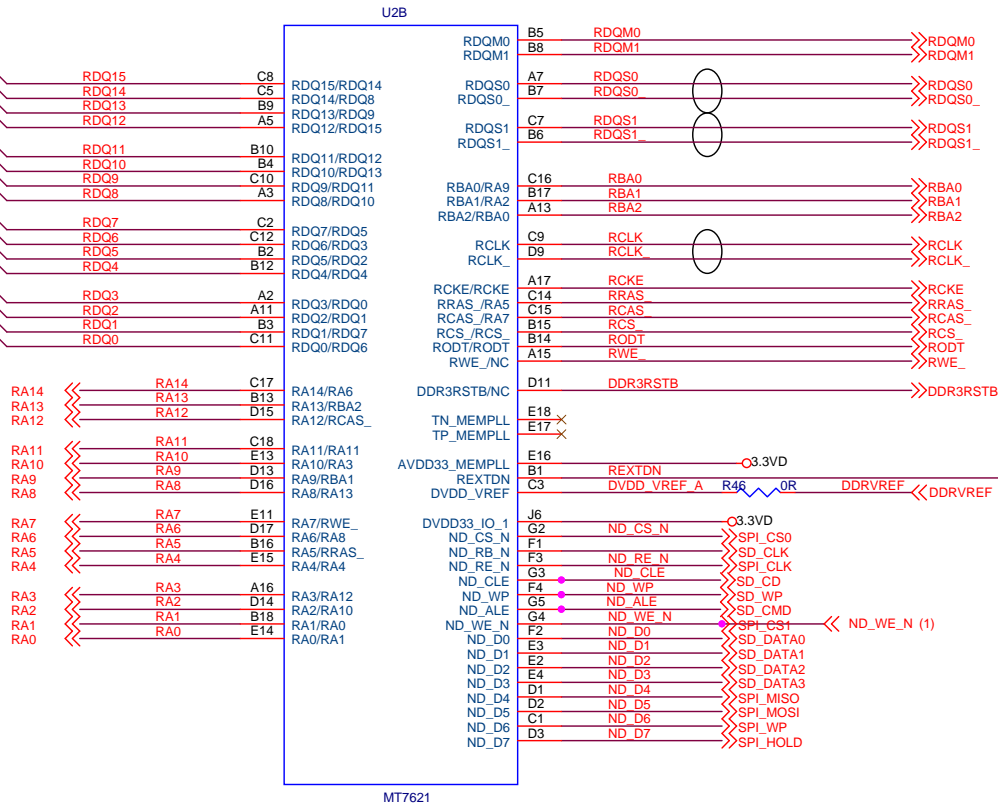 U2B
RDQ15 C8 RDQ15/RDQ14
RDQ14 C5 RDQ14/RDQ8
RDQ13 B9 RDQ13/RDQ9
RDQ12 A5 RDQ12/RDQ15
RDQ11 B10 RDQ11/RDQ12
RDQ10 B4 RDQ10/RDQ13
RDQ9 C10 RDQ9/RDQ11
RDQ8 A3 RDQ8/RDQ10
RDQ7 C2 RDQ7/RDQ5
RDQ6 C12 RDQ6/RDQ3
RDQ5 B2 RDQ5/RDQ2
RDQ4 B12 RDQ4/RDQ4
RDQ3 A2 RDQ3/RDQ0
RDQ2 A11 RDQ2/RDQ1
RDQ1 B3 RDQ1/RDQ7
RDQ0 C11 RDQ0/RDQ6
RA14 RA14 C17 RA14/RA6
RA13 RA13 B13 RA13/RBA2
RA12 RA12 D15 RA12/RCAS_
RA11 RA11 C18 RA11/RA11
RA10 RA10 E13 RA10/RA3
RA9 RA9 D13 RA9/RBA1
RA8 RA8 D16 RA8/RA13
RA7 RA7 E11 RA7/RWE_
RA6 RA6 D17 RA6/RA8
RA5 RA5 B16 RA5/RRAS_
RA4 RA4 E15 RA4/RA4
RA3 RA3 A16 RA3/RA12
RA2 RA2 D14 RA2/RA10
RA1 RA1 B18 RA1/RA0
RA0 RA0 E14 RA0/RA1
RDQM0 B5 RDQM0 RDQM0
RDQM1 B8 RDQM1 RDQM1
RDQS0 A7 RDQS0 RDQS0
RDQS0_ B7 RDQS0_ RDQS0_
RDQS1 C7 RDQS1 RDQS1
RDQS1_ B6 RDQS1_ RDQS1_
RBA0/RA9 C16 RBA0 RBA0
RBA1/RA2 B17 RBA1 RBA1
RBA2/RBA0 A13 RBA2 RBA2
RCLK C9 RCLK RCLK
RCLK_ D9 RCLK_ RCLK_
RCKE/RCKE A17 RCKE RCKE
RRAS_/RA5 C14 RRAS_ RRAS_
RCAS_/RA7 C15 RCAS_ RCAS_
RCS_/RCS_ B15 RCS_ RCS_
RODT/RODT B14 RODT RODT
RWE_/NC A15 RWE_ RWE_
DDR3RSTB/NC D11 DDR3RSTB DDR3RSTB
TN_MEMPLL E18
TP_MEMPLL E17
AVDD33_MEMPLL E16 3.3VD
REXTDN B1 REXTDN
DVDD_VREF C3 DVDD_VREF_A R46 0R DDRVREF DDRVREF
DVDD33_IO_1 J6 3.3VD
ND_CS_N G2 ND_CS_N SPI_CS0
ND_RB_N F1 SD_CLK
ND_RE_N F3 ND_RE_N SPI_CLK
ND_CLE G3 ND_CLE SD_CD
ND_WP F4 ND_WP SD_WP
ND_ALE G5 ND_ALE SD_CMD
ND_WE_N G4 ND_WE_N SPI_CS1 ND_WE_N (1)
ND_D0 F2 ND_D0 SD_DATA0
ND_D1 E3 ND_D1 SD_DATA1
ND_D2 E2 ND_D2 SD_DATA2
ND_D3 E4 ND_D3 SD_DATA3
ND_D4 D1 ND_D4 SPI_MISO
ND_D5 D2 ND_D5 SPI_MOSI
ND_D6 C1 ND_D6 SPI_WP
ND_D7 D3 ND_D7 SPI_HOLD
MT7621